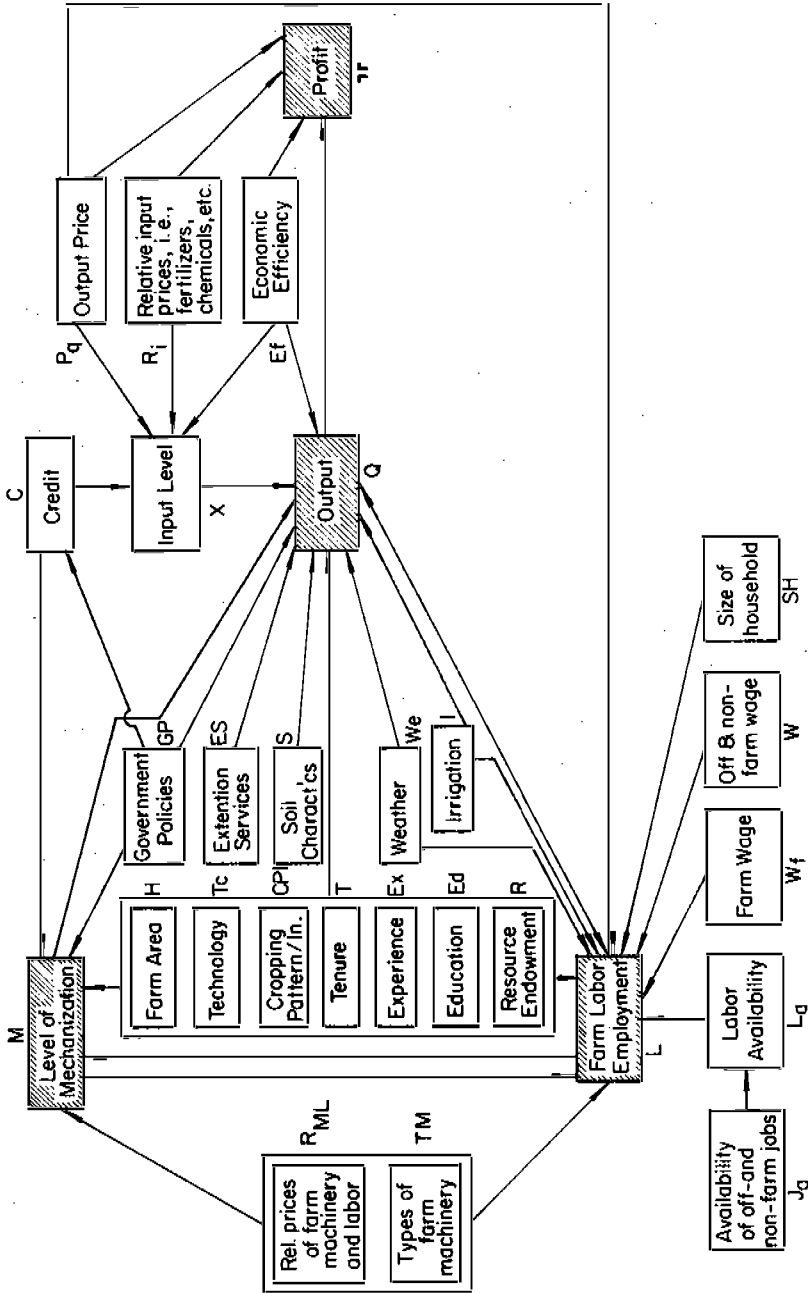 M
Level of
Mechanization
C
Credit
Pq
Output Price
Ri
Relative input
prices, i.e.,
fertilizers,
chemicals, etc.
Ef
Economic
Efficiency
Profit
π
Input Level
X
Output
Q
GP
Government
Policies
ES
Extention
Services
S
Soil
Charact'cs
We
Weather
I
Irrigation
H
Farm Area
Tc
Technology
CPI
Cropping
Pattern/In.
T
Tenure
Ex
Experience
Ed
Education
R
Resource
Endowment
RML
Rel. prices
of farm
machinery
and labor
TM
Types of
farm
machinery
Farm Labor
Employment
L
Availability
of off-and
non-farm jobs
Ja
Labor
Availability
La
Farm Wage
Wf
Off & non-
farm wage
W
Size of
household
SH